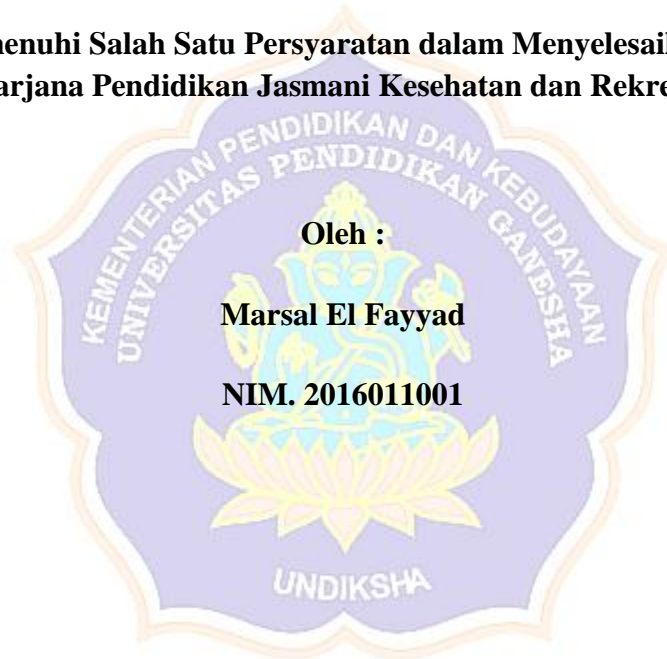 menuhi Salah Satu Persyaratan dalam Menyelesai
arjana Pendidikan Jasmani Kesehatan dan Rekre
KEMENTERIAN PENDIDIKAN DAN KEBUDAYAAN
UNIVERSITAS PENDIDIKAN GANESHA
Oleh :
Marsal El Fayyad
NIM. 2016011001
UNDIKSHA